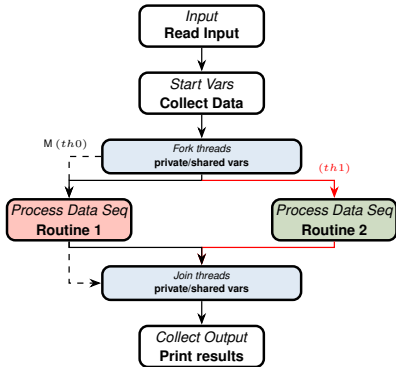 Input
Read Input
Start Vars
Collect Data
M (th0)
Fork threads
private/shared vars
(th1)
Process Data Seq
Routine 1
Process Data Seq
Routine 2
Join threads
private/shared vars
Collect Output
Print results